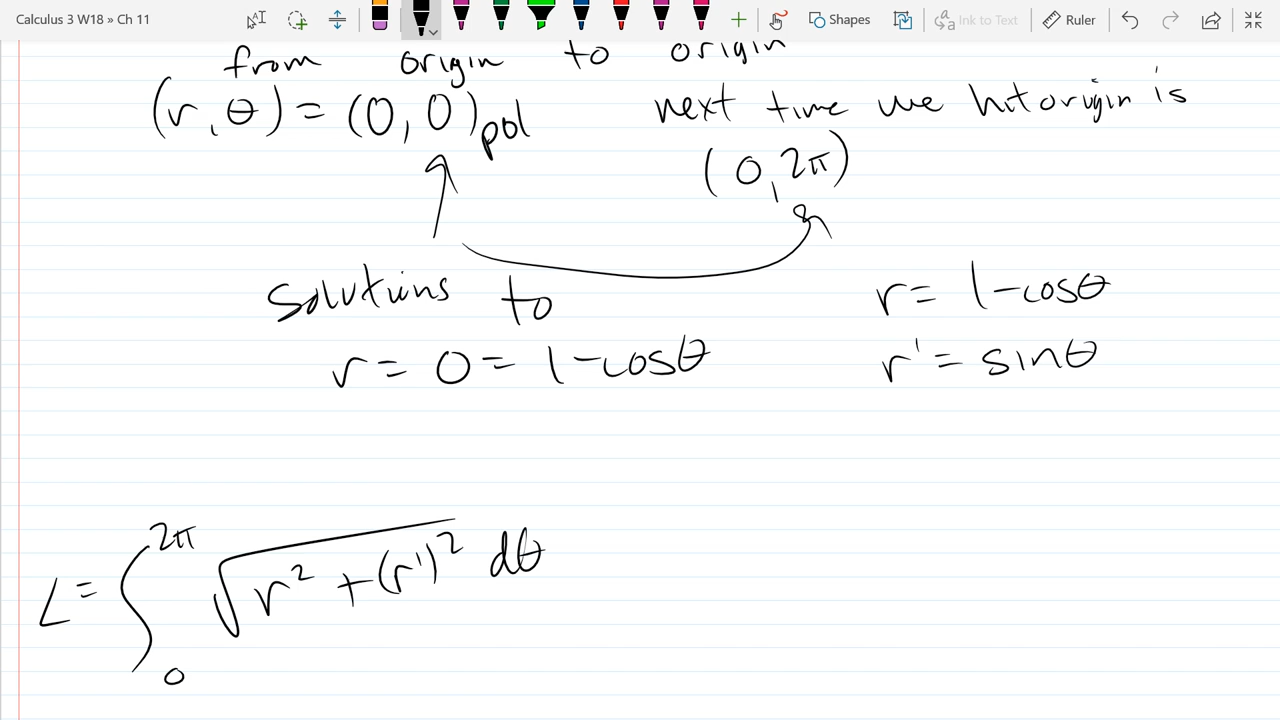 Calculus 3 W18 » Ch 11
Shapes
Ink to Text
Ruler
from origin to origin
(r, θ) = (0, 0)pol
next time we hit origin is
(0, 2π)
Solutions to
r = 0 = 1 - cosθ
r = 1 - cosθ
r' = sinθ
L = ∫₀^2π √(r² + (r')²) dθ